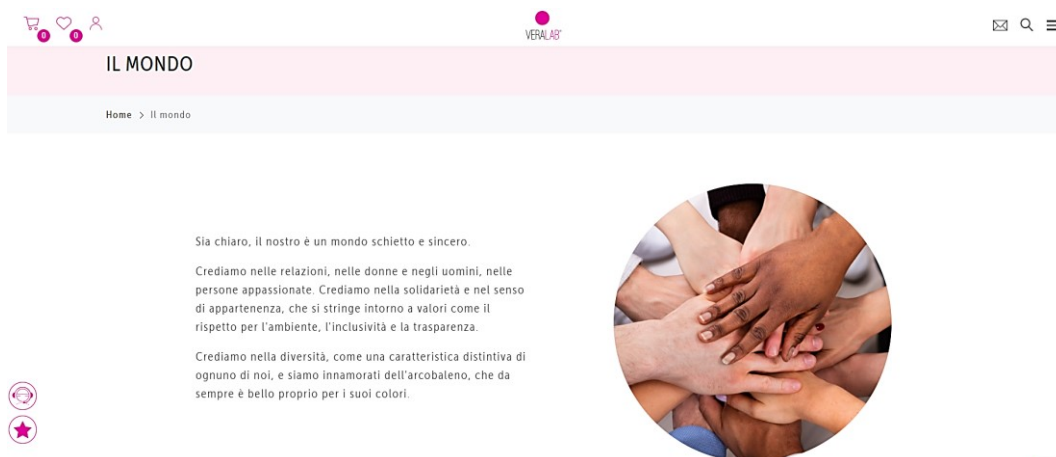 0
0
VERALAB®
IL MONDO
Home > Il mondo
Sia chiaro, il nostro è un mondo schietto e sincero.
Crediamo nelle relazioni, nelle donne e negli uomini, nelle
persone appassionate. Crediamo nella solidarietà e nel senso
di appartenenza, che si stringe intorno a valori come il
rispetto per l'ambiente, l'inclusività e la trasparenza.
Crediamo nella diversità, come una caratteristica distintiva di
ognuno di noi, e siamo innamorati dell'arcobaleno, che da
sempre è bello proprio per i suoi colori.